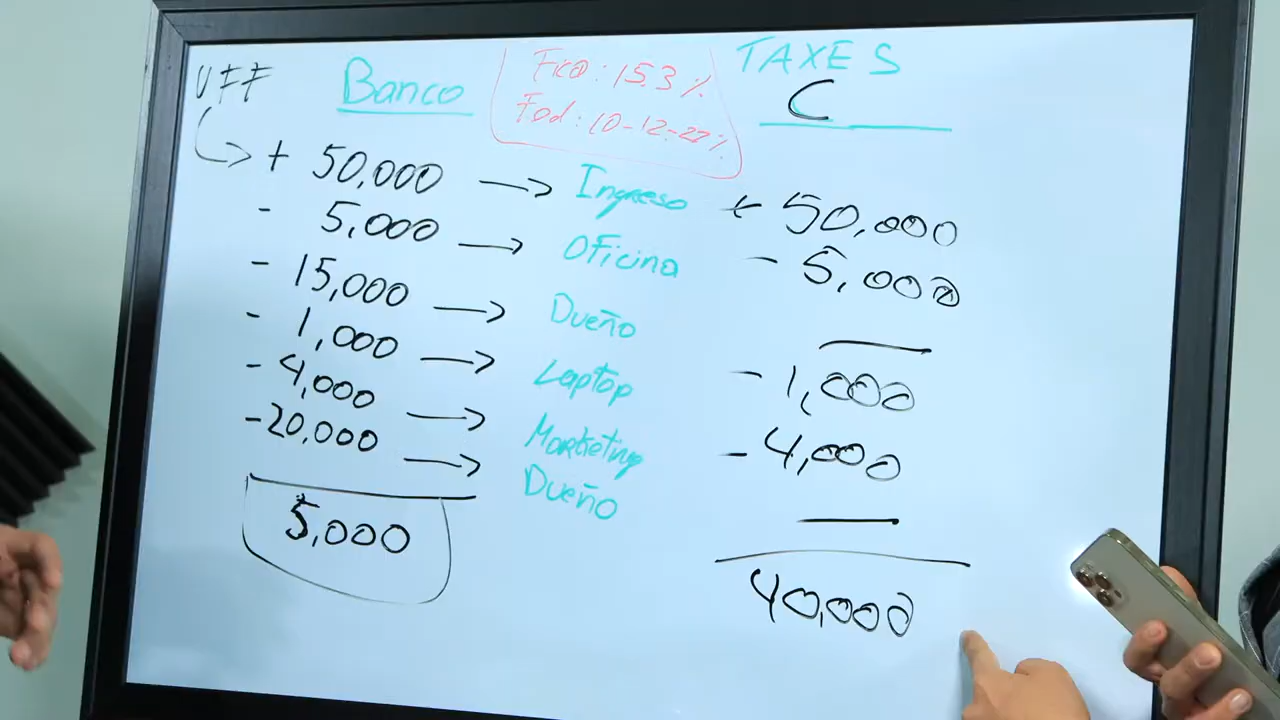 Banco
Fica: 15.3%
Fed: 10-12-22%
TAXES
C
+ 50,000 → Ingreso + 50,000
- 5,000 → Oficina - 5,000
- 15,000 → Dueño —
- 1,000 → Laptop - 1,000
- 4,000 → Marketing - 4,000
- 20,000 → Dueño —
5,000
40,000